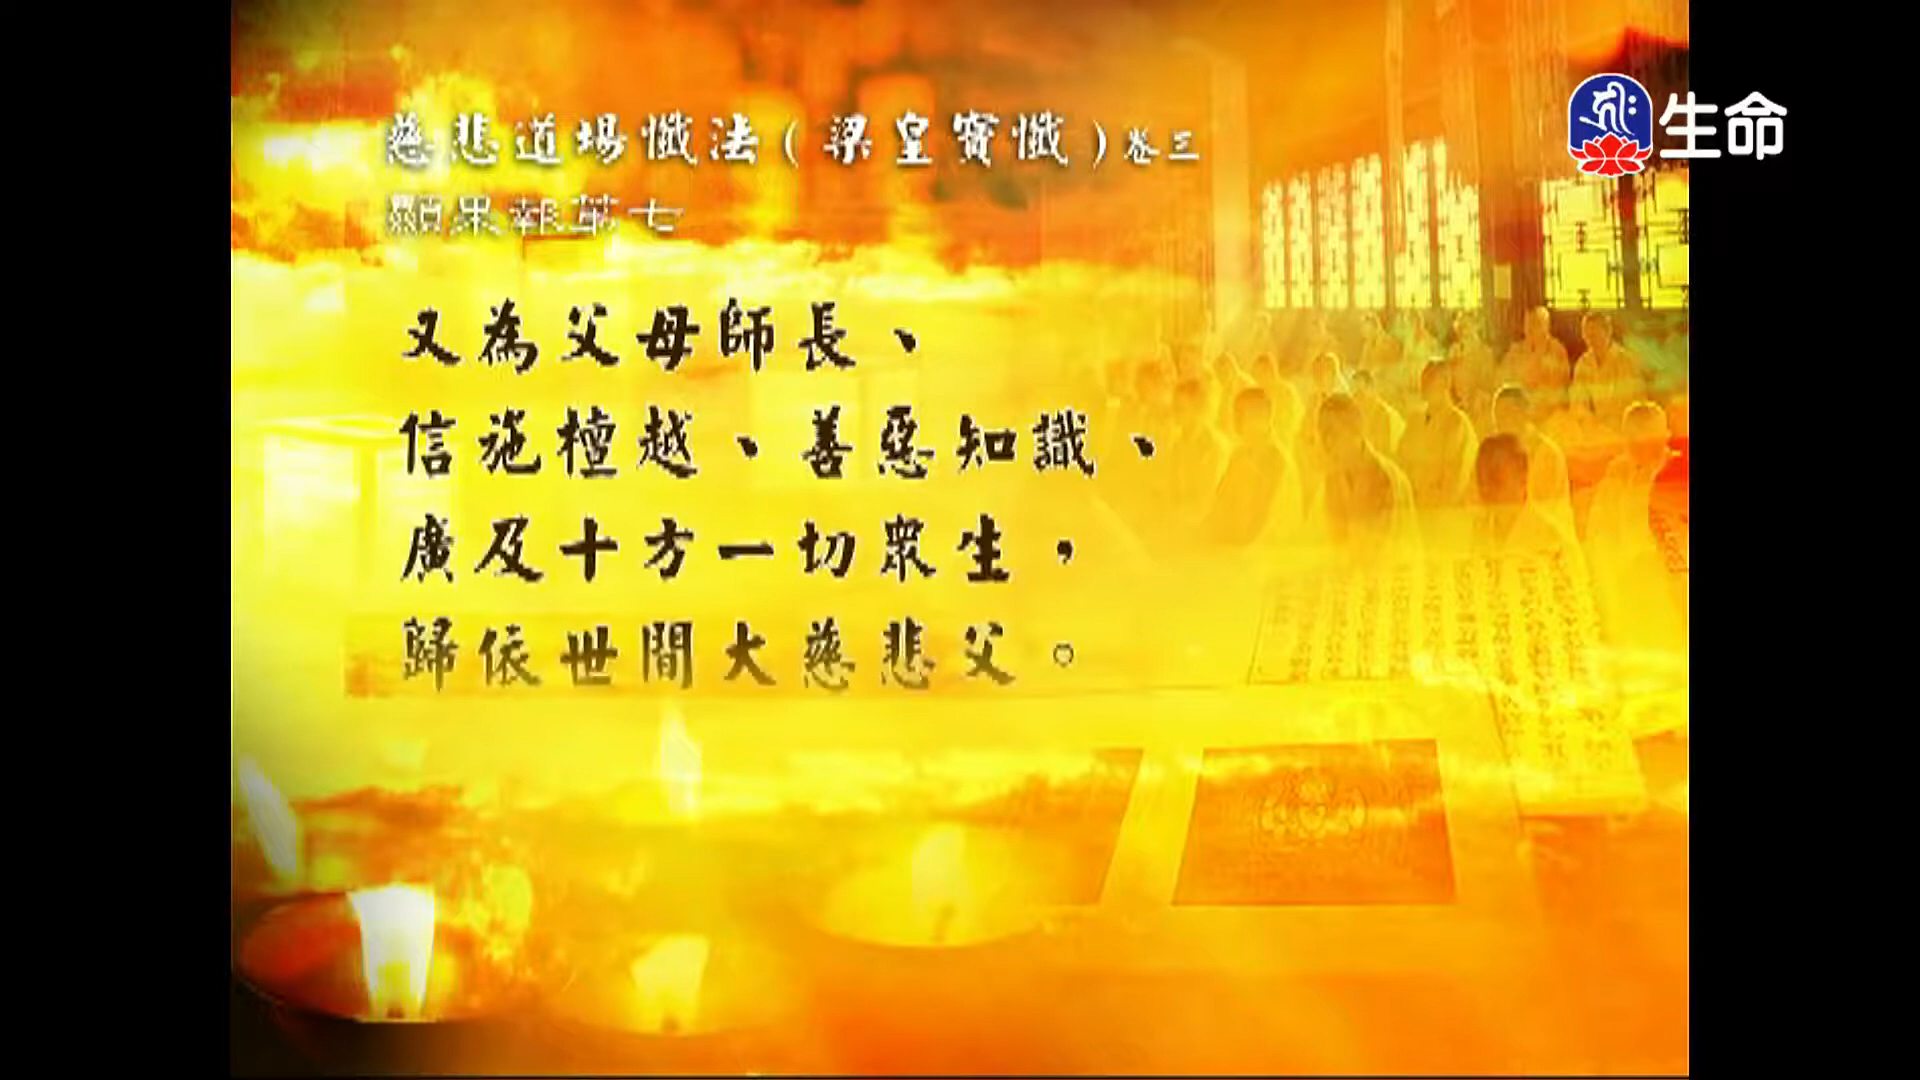 慈悲道場懺法(梁皇寶懺)卷三
顯果報第七
生命
又為父母師長、
信施檀越、善惡知識、
廣及十方一切眾生,
歸依世間大慈悲父。